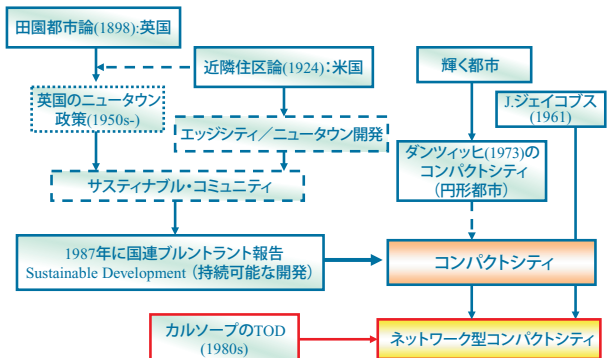 田園都市論(1898):英国
近隣住区論(1924)：米国
輝く都市
英国のニュータウン
政策(1950s-)
J.ジェイコブス
(1961)
エッジシティ／ニュータウン開発
ダンツィッヒ(1973)の
コンパクトシティ
（円形都市）
サスティナブル・コミュニティ
1987年に国連ブルントラント報告
Sustainable Development（持続可能な開発）
コンパクトシティ
カルソープのTOD
(1980s)
ネットワーク型コンパクトシティ